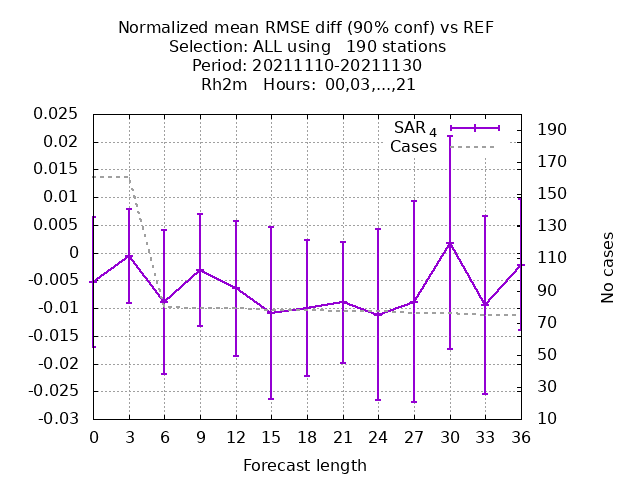 Normalized mean RMSE diff (90% conf) vs REF
Selection: ALL using   190 stations
Period: 20211110-20211130
Rh2m   Hours:  00,03,...,21
SAR 4
Cases
0.025
0.02
0.015
0.01
0.005
0
-0.005
-0.01
-0.015
-0.02
-0.025
-0.03
190
170
150
130
110
90
70
50
30
10
No cases
0 3 6 9 12 15 18 21 24 27 30 33 36
Forecast length